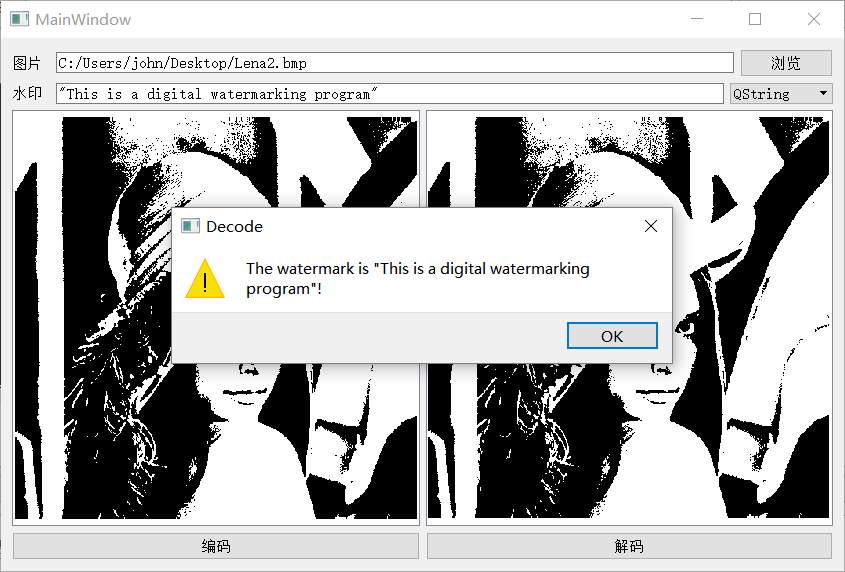 MainWindow
图片 C:/Users/john/Desktop/Lena2.bmp 浏览
水印 "This is a digital watermarking program" QString
Decode
The watermark is "This is a digital watermarking
program"!
OK
编码 解码